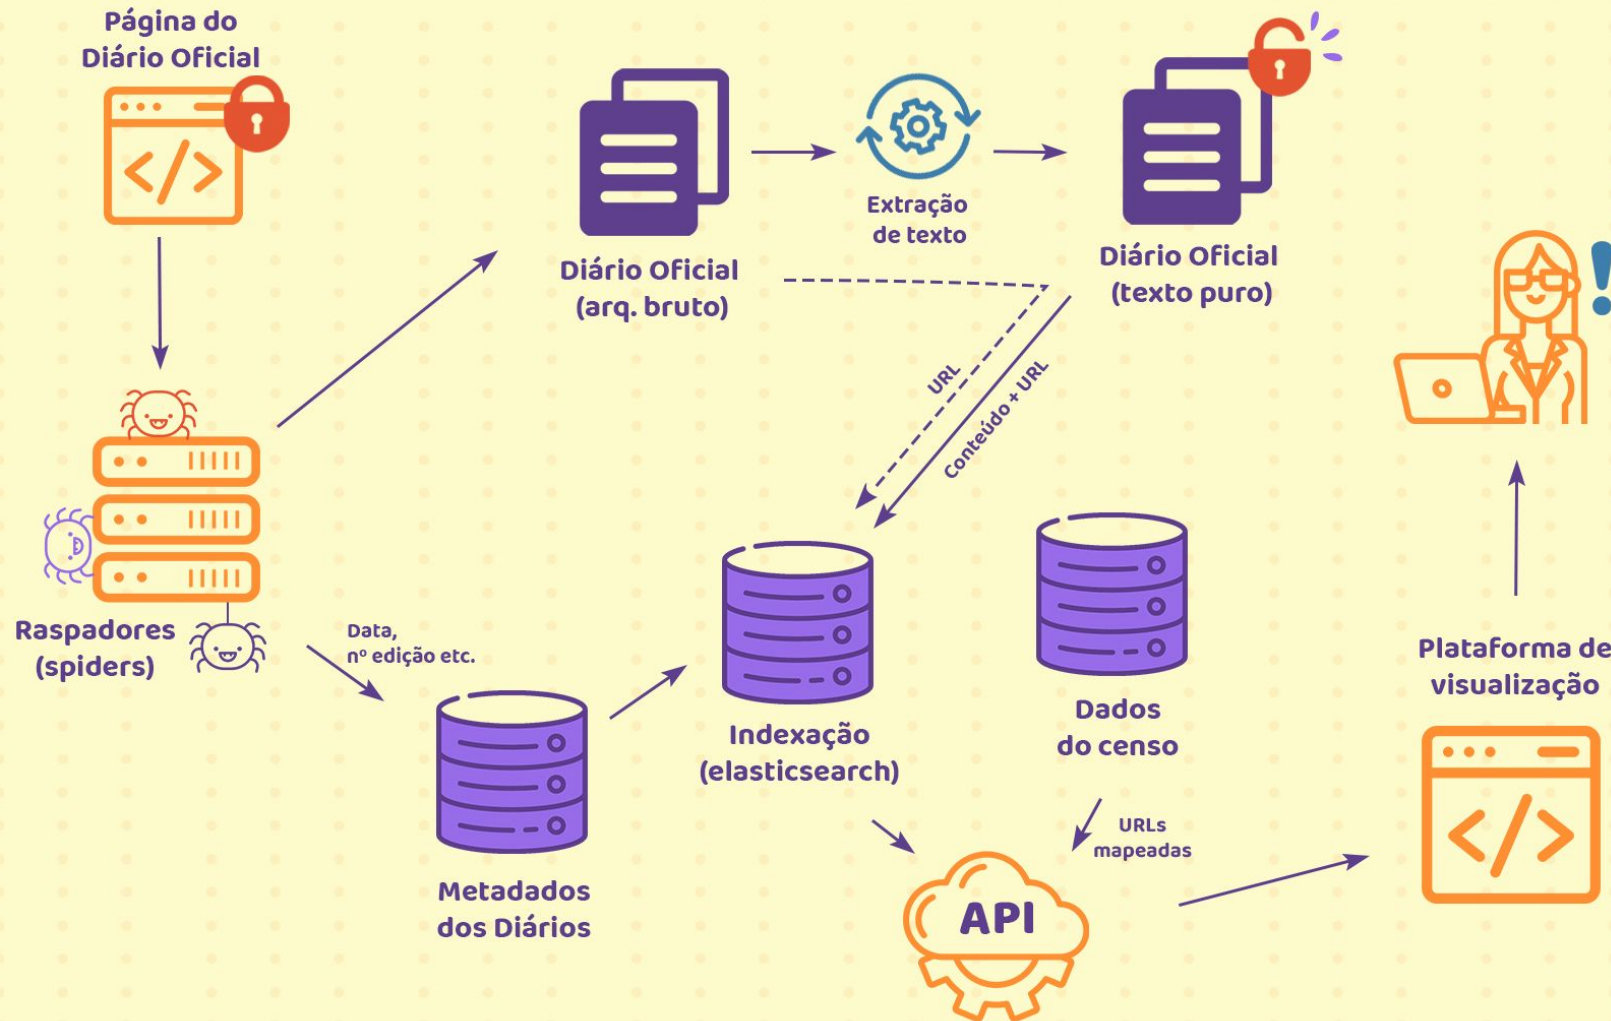 Página do
Diário Oficial
Extração
de texto
Diário Oficial
(arq. bruto)
Diário Oficial
(texto puro)
URL
Conteúdo + URL
Raspadores
(spiders)
Data,
nº edição etc.
Metadados
dos Diários
Indexação
(elasticsearch)
Dados
do censo
URLs
mapeadas
API
Plataforma de
visualização